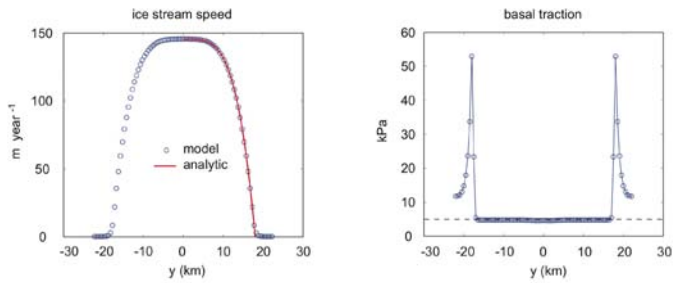 ice stream speed
150
100
50
0
m year -1
model
analytic
-30 -20 -10 0 10 20 30
y (km)
basal traction
60
50
40
30
20
10
0
kPa
-30 -20 -10 0 10 20 30
y (km)